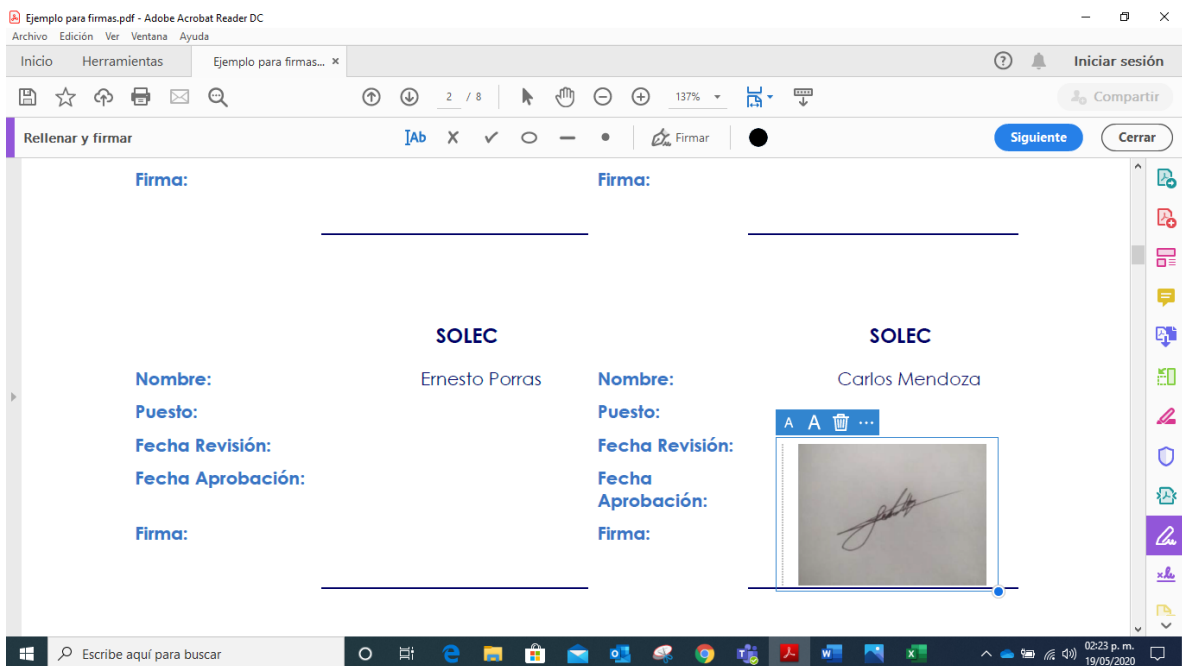 Ejemplo para firmas.pdf - Adobe Acrobat Reader DC
Archivo Edición Ver Ventana Ayuda
Inicio Herramientas Ejemplo para firmas... × Iniciar sesión
2 / 8 137% Compartir
Rellenar y firmar Ab Firmar Siguiente Cerrar
Firma: Firma:
SOLEC SOLEC
Nombre: Ernesto Porras Nombre: Carlos Mendoza
Puesto: Puesto:
A A ...
Fecha Revisión: Fecha Revisión:
Fecha Aprobación: Fecha
Aprobación:
Firma: Firma:
Escribe aquí para buscar 02:23 p. m.
19/05/2020